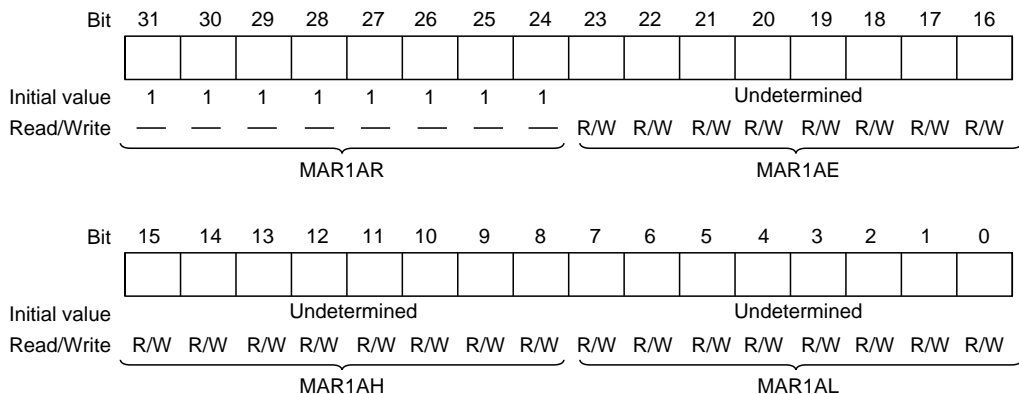 Bit 31 30 29 28 27 26 25 24 23 22 21 20 19 18 17 16
Initial value 1 1 1 1 1 1 1 1 Undetermined
Read/Write — — — — — — — — R/W R/W R/W R/W R/W R/W R/W R/W
MAR1AR MAR1AE
Bit 15 14 13 12 11 10 9 8 7 6 5 4 3 2 1 0
Initial value Undetermined Undetermined
Read/Write R/W R/W R/W R/W R/W R/W R/W R/W R/W R/W R/W R/W R/W R/W R/W R/W
MAR1AH MAR1AL